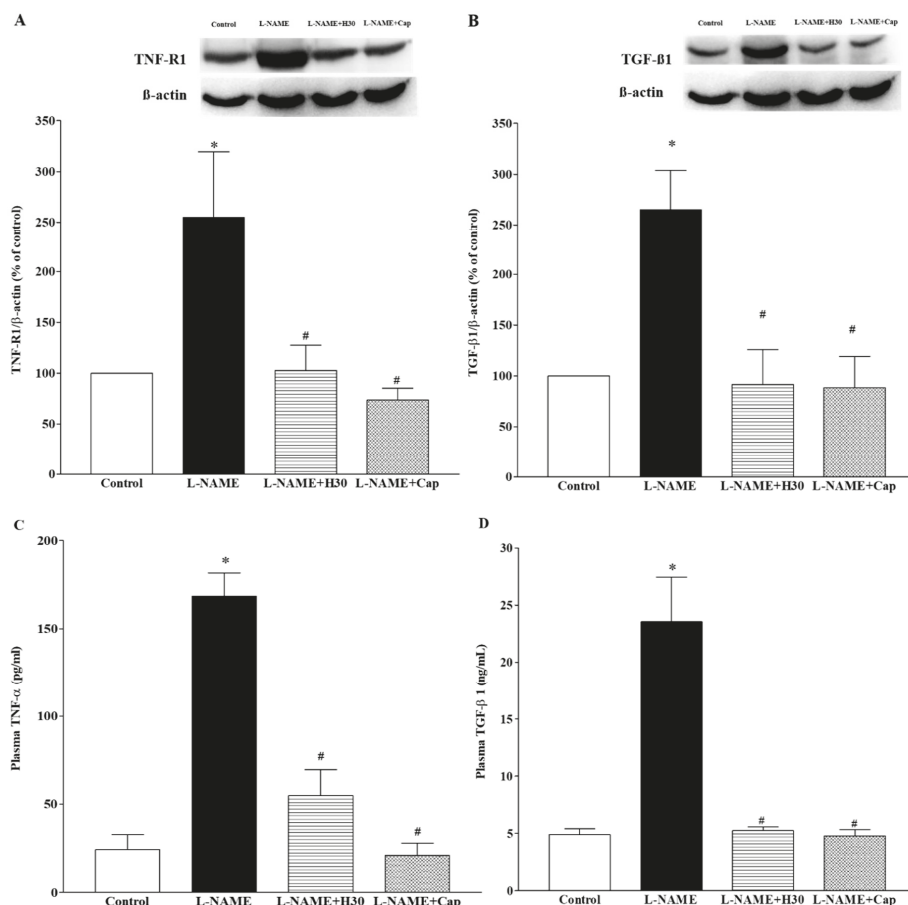 A
Control L-NAME L-NAME+H30 L-NAME+Cap
TNF-R1
ß-actin
TNF-R1/β-actin (% of control)
350
300
250
200
150
100
50
0
*
#
#
Control L-NAME L-NAME+H30 L-NAME+Cap
B
Control L-NAME L-NAME+H30 L-NAME+Cap
TGF-ß1
ß-actin
TGF-β1/β-actin (% of control)
350
300
250
200
150
100
50
0
*
#
#
Control L-NAME L-NAME+H30 L-NAME+Cap
C
Plasma TNF-α (pg/ml)
200
150
100
50
0
*
#
#
Control L-NAME L-NAME+H30 L-NAME+Cap
D
Plasma TGF-β 1 (ng/mL)
30
25
20
15
10
5
0
*
#
#
Control L-NAME L-NAME+H30 L-NAME+Cap